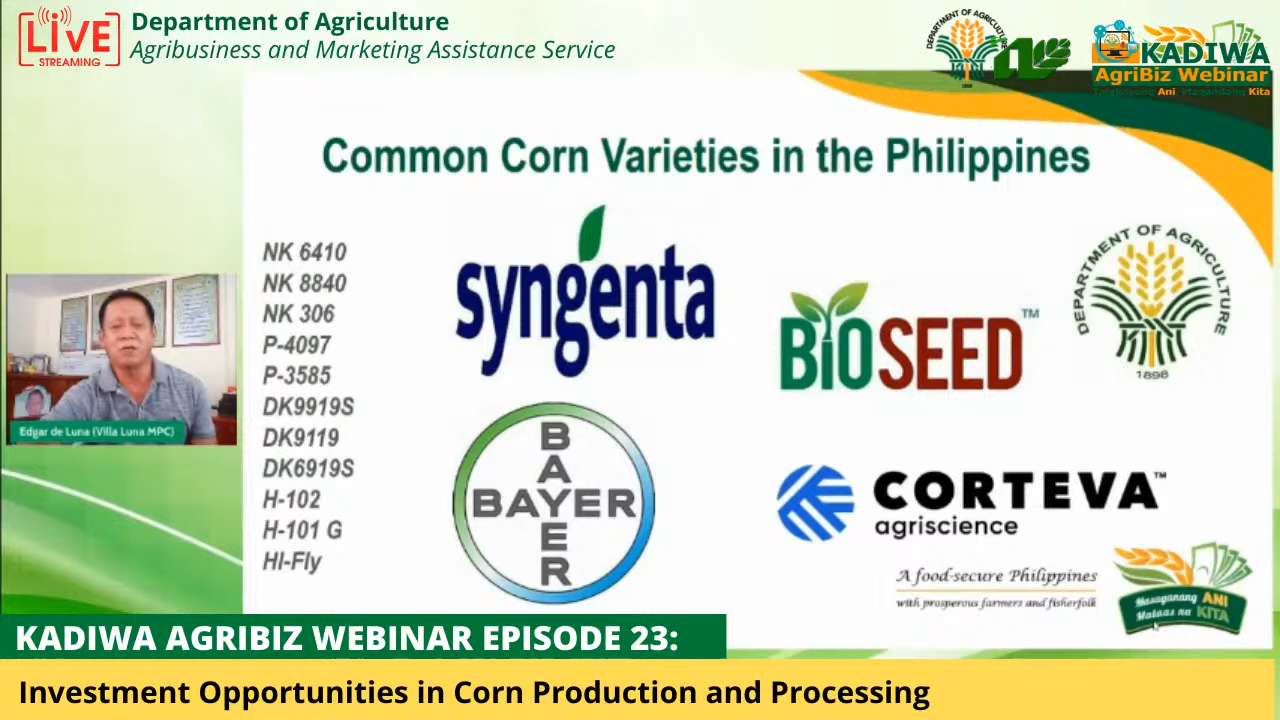 LIVE
STREAMING
Department of Agriculture
Agribusiness and Marketing Assistance Service
DEPARTMENT OF AGRICULTURE
KADIWA
AgriBiz Webinar
Ani Kita
Common Corn Varieties in the Philippines
NK 6410
NK 8840
NK 306
P-4097
P-3585
DK9919S
DK9119
DK6919S
H-102
H-101 G
HI-Fly
syngenta
BIOSEED™
DEPARTMENT OF AGRICULTURE
1898
BAYER
BAYER
CORTEVA™
agriscience
A food-secure Philippines
with prosperous farmers and fisherfolk
Masaganang ANI
Mataas na KITA
Edgar de Luna (Villa Luna MPC)
KADIWA AGRIBIZ WEBINAR EPISODE 23:
Investment Opportunities in Corn Production and Processing